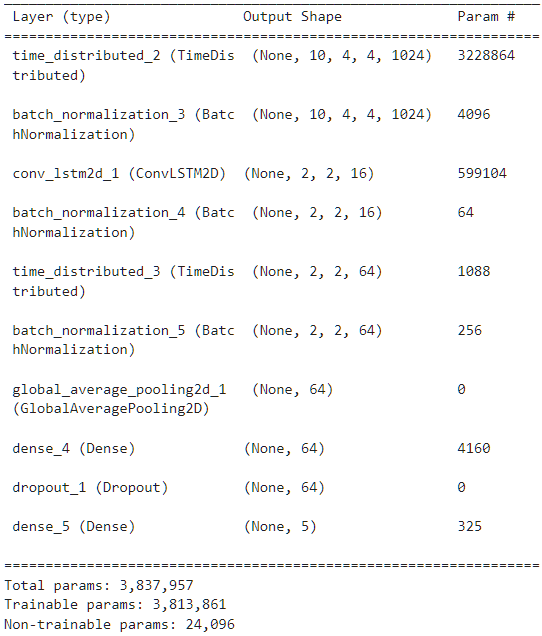 Layer (type) Output Shape Param #
=================================================================
time_distributed_2 (TimeDis (None, 10, 4, 4, 1024) 3228864
tributed)
batch_normalization_3 (Batc (None, 10, 4, 4, 1024) 4096
hNormalization)
conv_lstm2d_1 (ConvLSTM2D) (None, 2, 2, 16) 599104
batch_normalization_4 (Batc (None, 2, 2, 16) 64
hNormalization)
time_distributed_3 (TimeDis (None, 2, 2, 64) 1088
tributed)
batch_normalization_5 (Batc (None, 2, 2, 64) 256
hNormalization)
global_average_pooling2d_1 (None, 64) 0
(GlobalAveragePooling2D)
dense_4 (Dense) (None, 64) 4160
dropout_1 (Dropout) (None, 64) 0
dense_5 (Dense) (None, 5) 325
=================================================================
Total params: 3,837,957
Trainable params: 3,813,861
Non-trainable params: 24,096